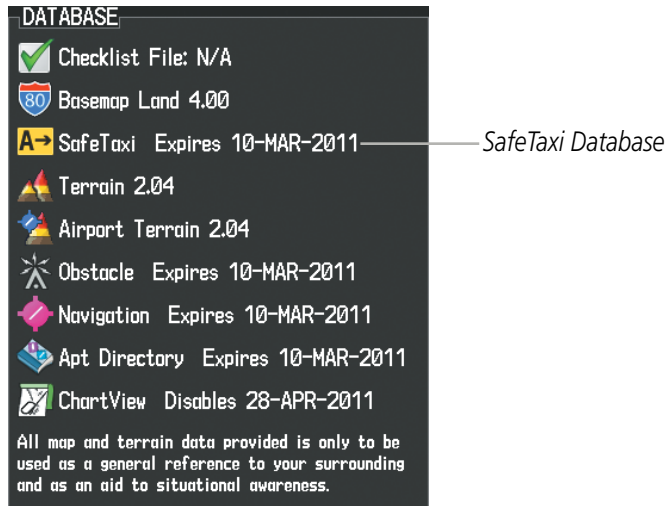 DATABASE
Checklist File: N/A
80 Basemap Land 4.00
A→ SafeTaxi Expires 10-MAR-2011 SafeTaxi Database
Terrain 2.04
Airport Terrain 2.04
Obstacle Expires 10-MAR-2011
Navigation Expires 10-MAR-2011
Apt Directory Expires 10-MAR-2011
ChartView Disables 28-APR-2011
All map and terrain data provided is only to be
used as a general reference to your surrounding
and as an aid to situational awareness.